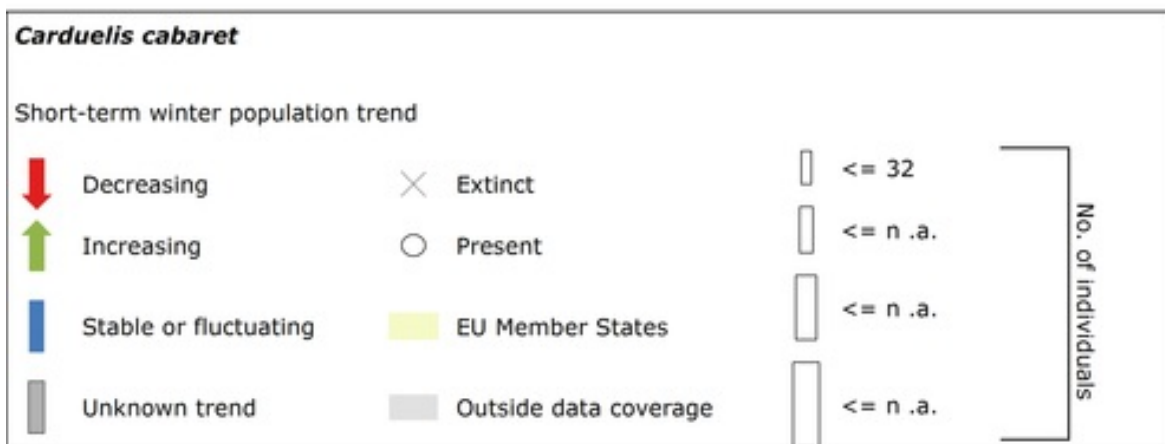 Carduelis cabaret
Short-term winter population trend
Decreasing
Extinct
<= 32
Increasing
Present
<= n .a.
Stable or fluctuating
EU Member States
<= n .a.
Unknown trend
Outside data coverage
<= n .a.
No. of individuals